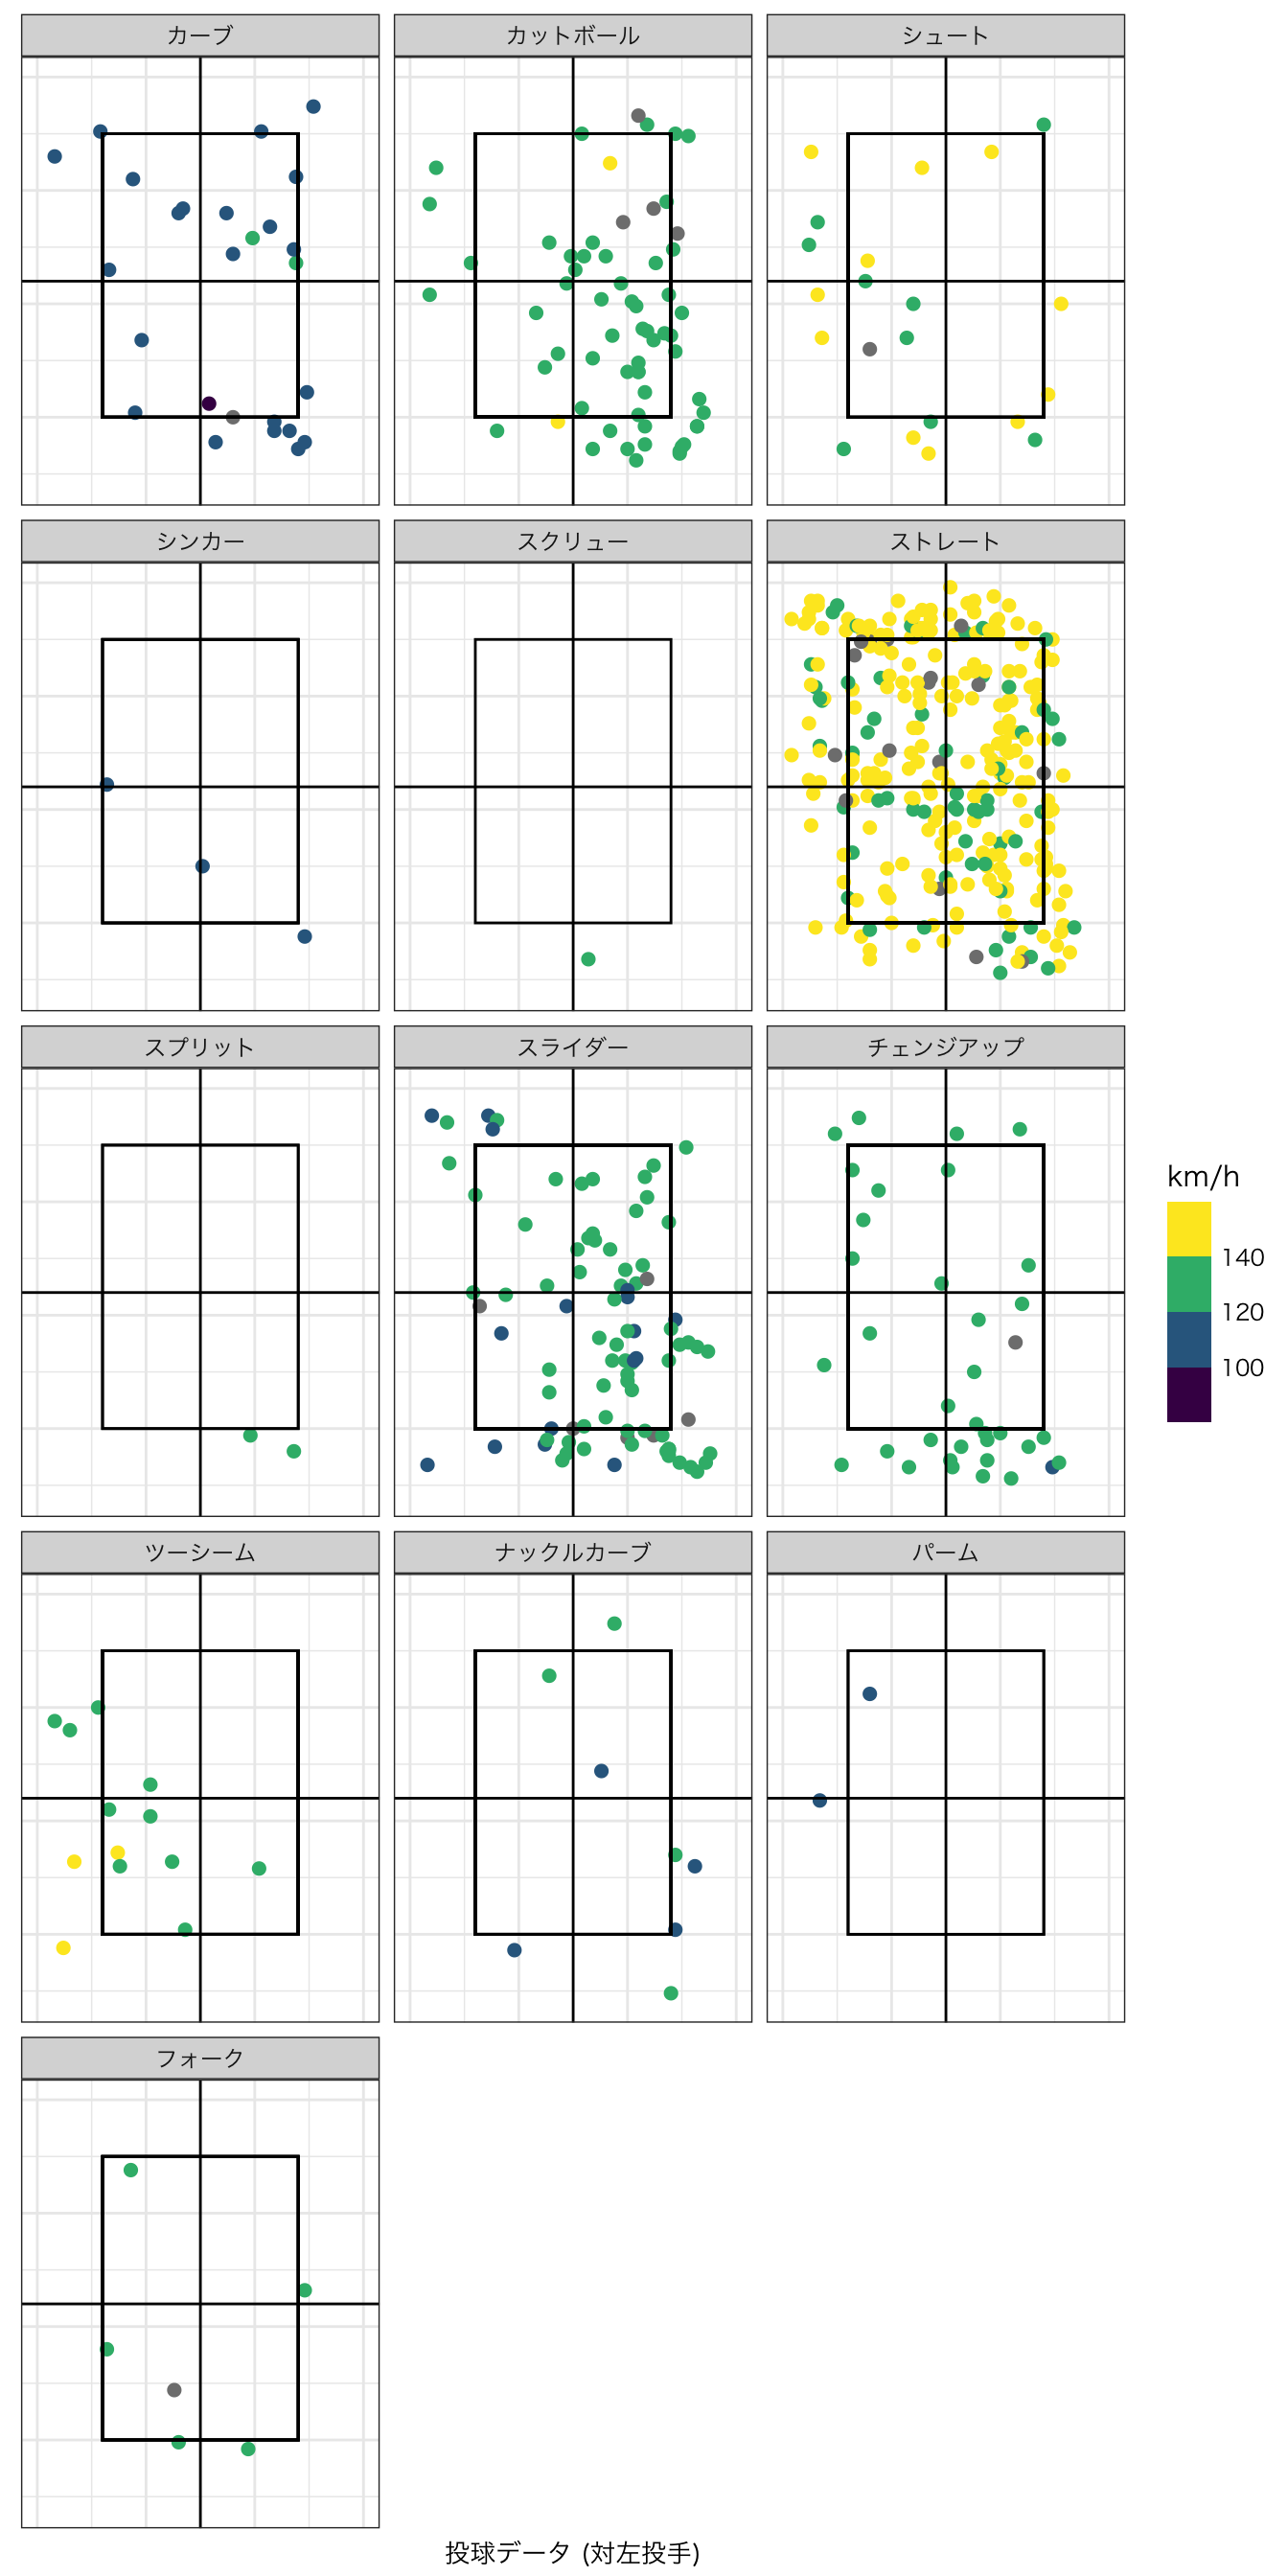 カーブ
カットボール
シュート
シンカー
スクリュー
ストレート
スプリット
スライダー
チェンジアップ
km/h
140
120
100
ツーシーム
ナックルカーブ
パーム
フォーク
投球データ (対左投手)